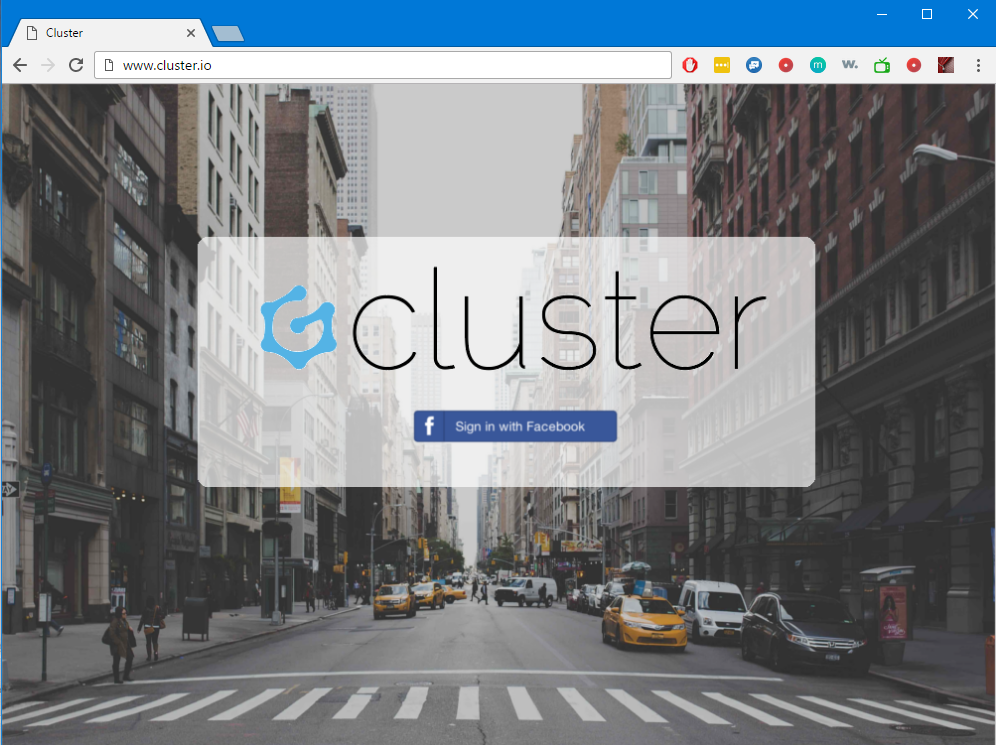 Cluster
www.cluster.io
m
w.
cluster
f Sign in with Facebook